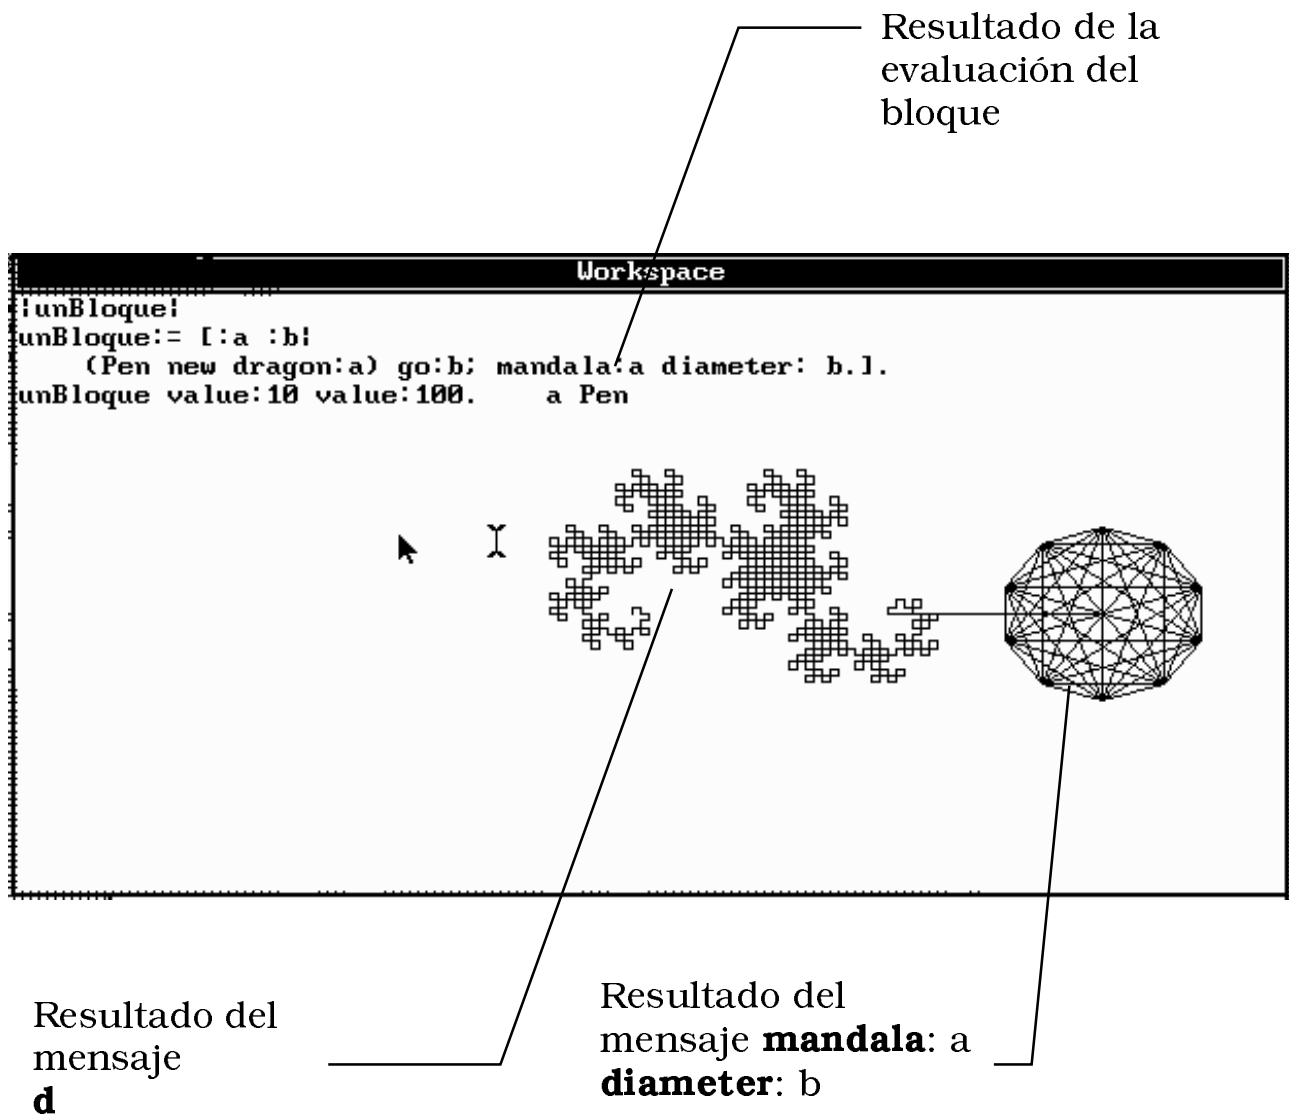 Resultado de la
evaluación del
bloque
Workspace
|unBloque|
unBloque:= [:a :b|
(Pen new dragon:a) go:b; mandala:a diameter: b.].
unBloque value:10 value:100. a Pen
Resultado del
mensaje
d
Resultado del
mensaje mandala: a
diameter: b